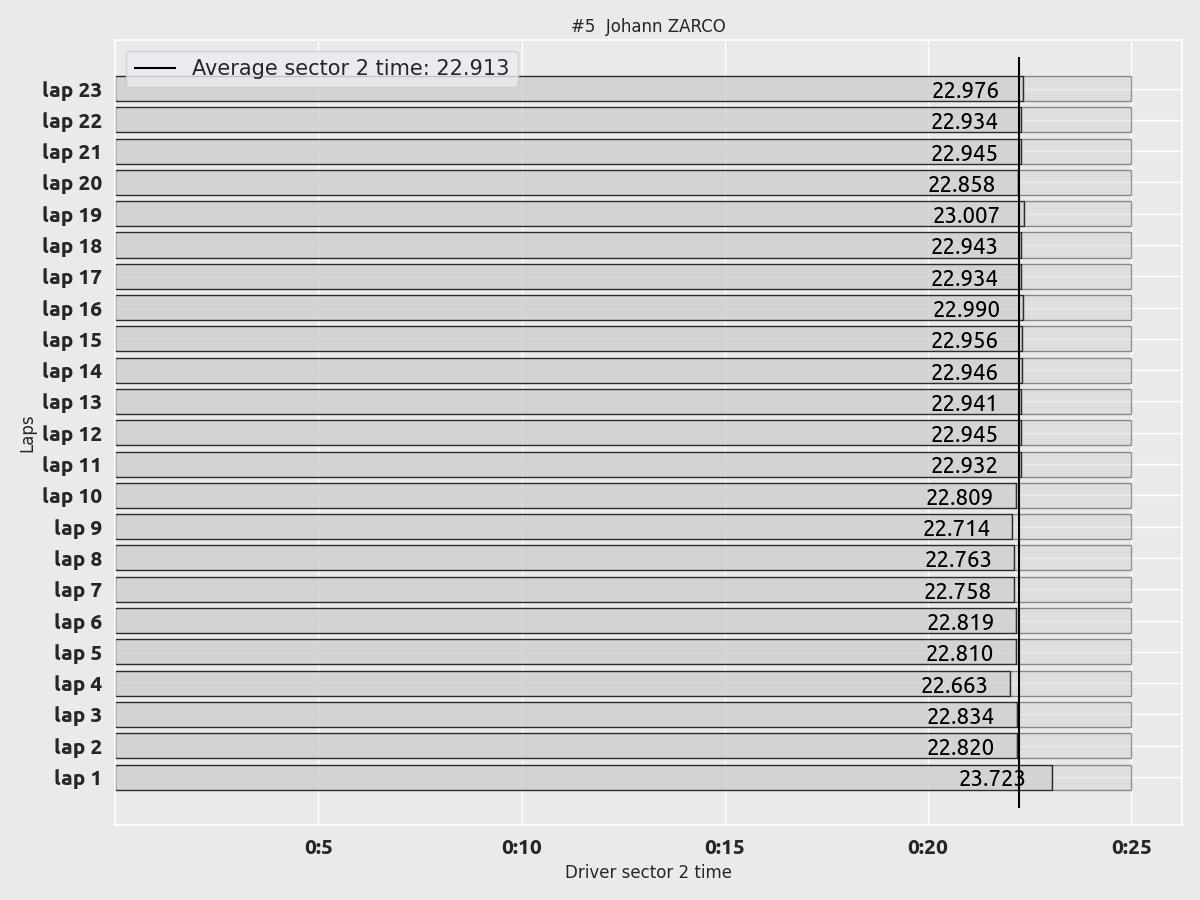 #5  Johann ZARCO
Average sector 2 time: 22.913
lap 23 22.976
lap 22 22.934
lap 21 22.945
lap 20 22.858
lap 19 23.007
lap 18 22.943
lap 17 22.934
lap 16 22.990
lap 15 22.956
lap 14 22.946
lap 13 22.941
lap 12 22.945
lap 11 22.932
lap 10 22.809
lap 9 22.714
lap 8 22.763
lap 7 22.758
lap 6 22.819
lap 5 22.810
lap 4 22.663
lap 3 22.834
lap 2 22.820
lap 1 23.723
Laps
0:5 0:10 0:15 0:20 0:25
Driver sector 2 time